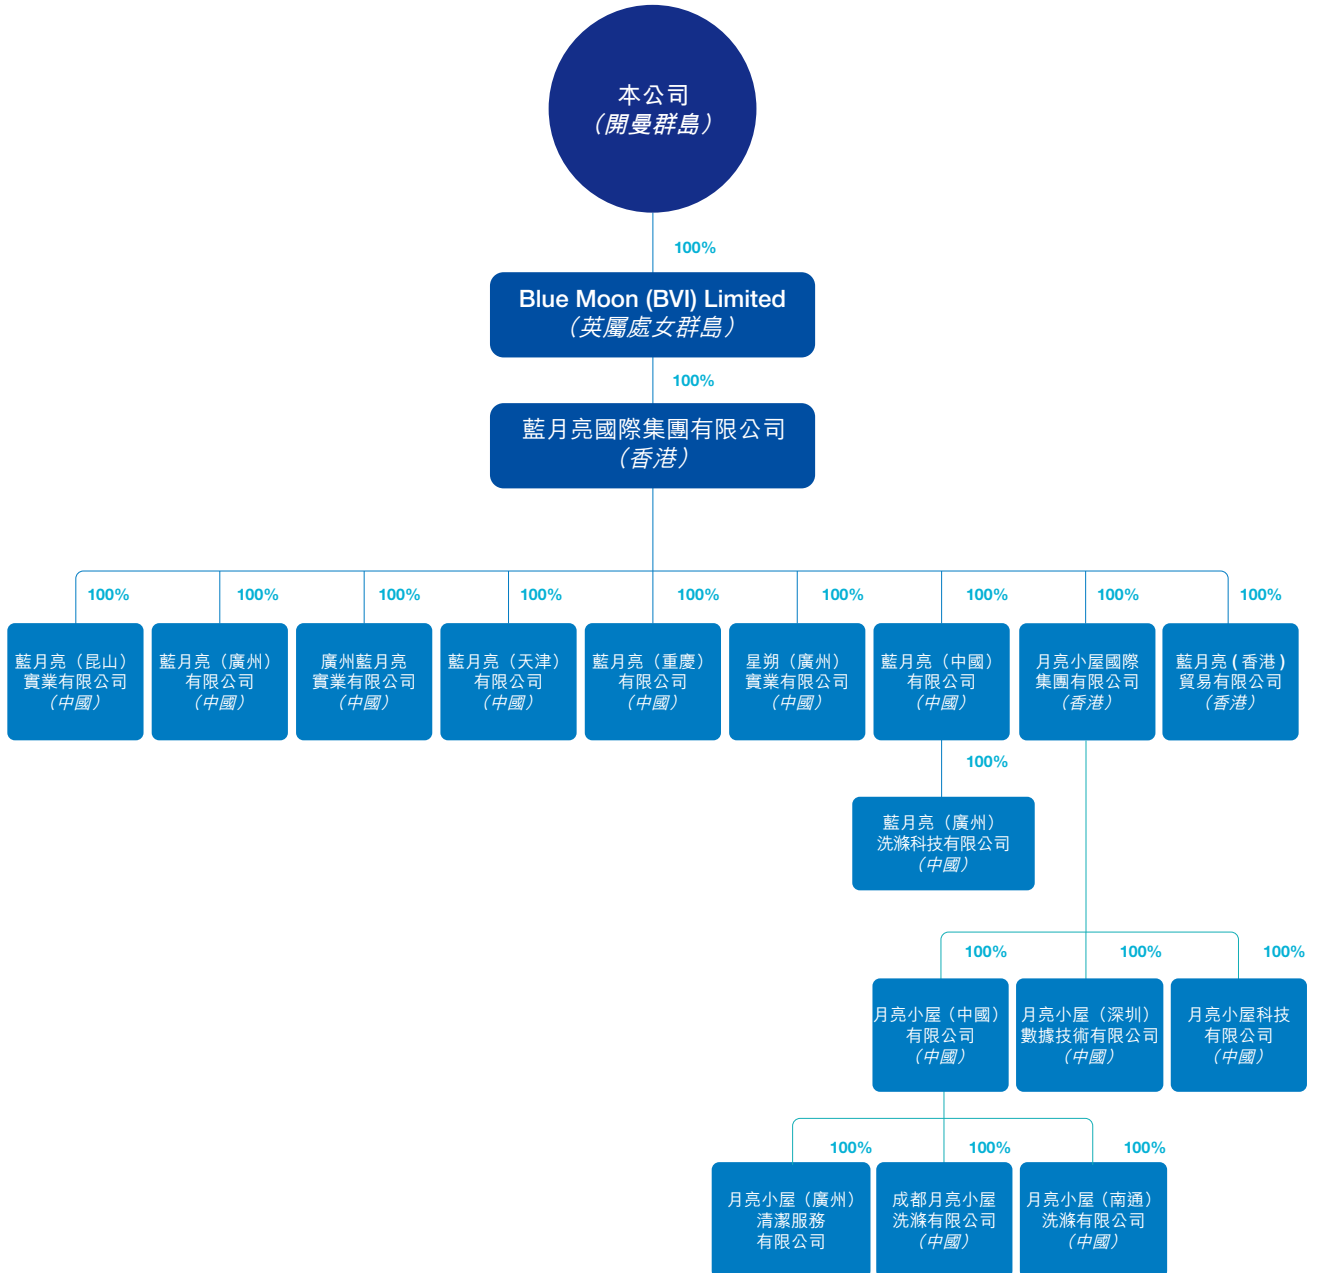 本公司
（開曼群島）
100%
Blue Moon (BVI) Limited
（英屬處女群島）
100%
藍月亮國際集團有限公司
（香港）
100%
100%
100%
100%
100%
100%
100%
100%
100%
藍月亮（昆山）
實業有限公司
（中國）
藍月亮（廣州）
有限公司
（中國）
廣州藍月亮
實業有限公司
（中國）
藍月亮（天津）
有限公司
（中國）
藍月亮（重慶）
有限公司
（中國）
星朔（廣州）
實業有限公司
（中國）
藍月亮（中國）
有限公司
（中國）
月亮小屋國際
集團有限公司
（香港）
藍月亮 ( 香港 )
貿易有限公司
（香港）
100%
藍月亮（廣州）
洗滌科技有限公司
（中國）
100%
100%
100%
月亮小屋（中國）
有限公司
（中國）
月亮小屋（深圳）
數據技術有限公司
（中國）
月亮小屋科技
有限公司
（中國）
100%
100%
100%
月亮小屋（廣州）
清潔服務
有限公司
成都月亮小屋
洗滌有限公司
（中國）
月亮小屋（南通）
洗滌有限公司
（中國）